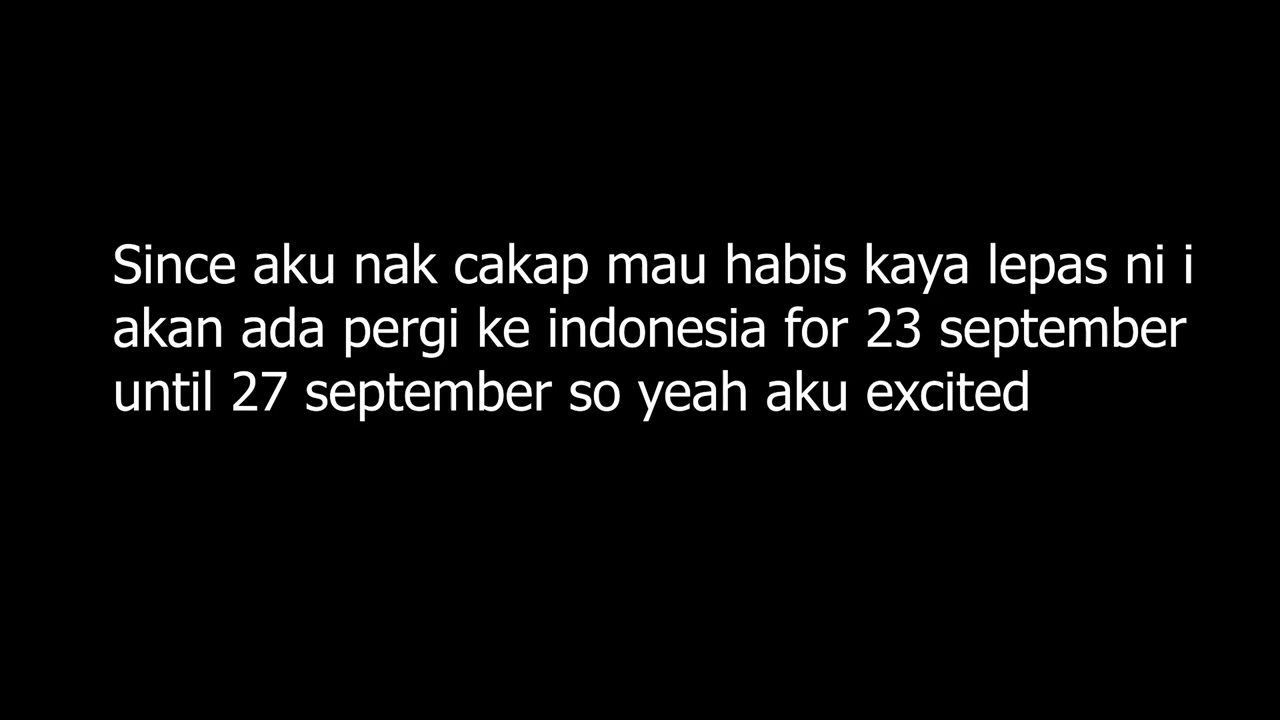 Since aku nak cakap mau habis kaya lepas ni i
akan ada pergi ke indonesia for 23 september
until 27 september so yeah aku excited